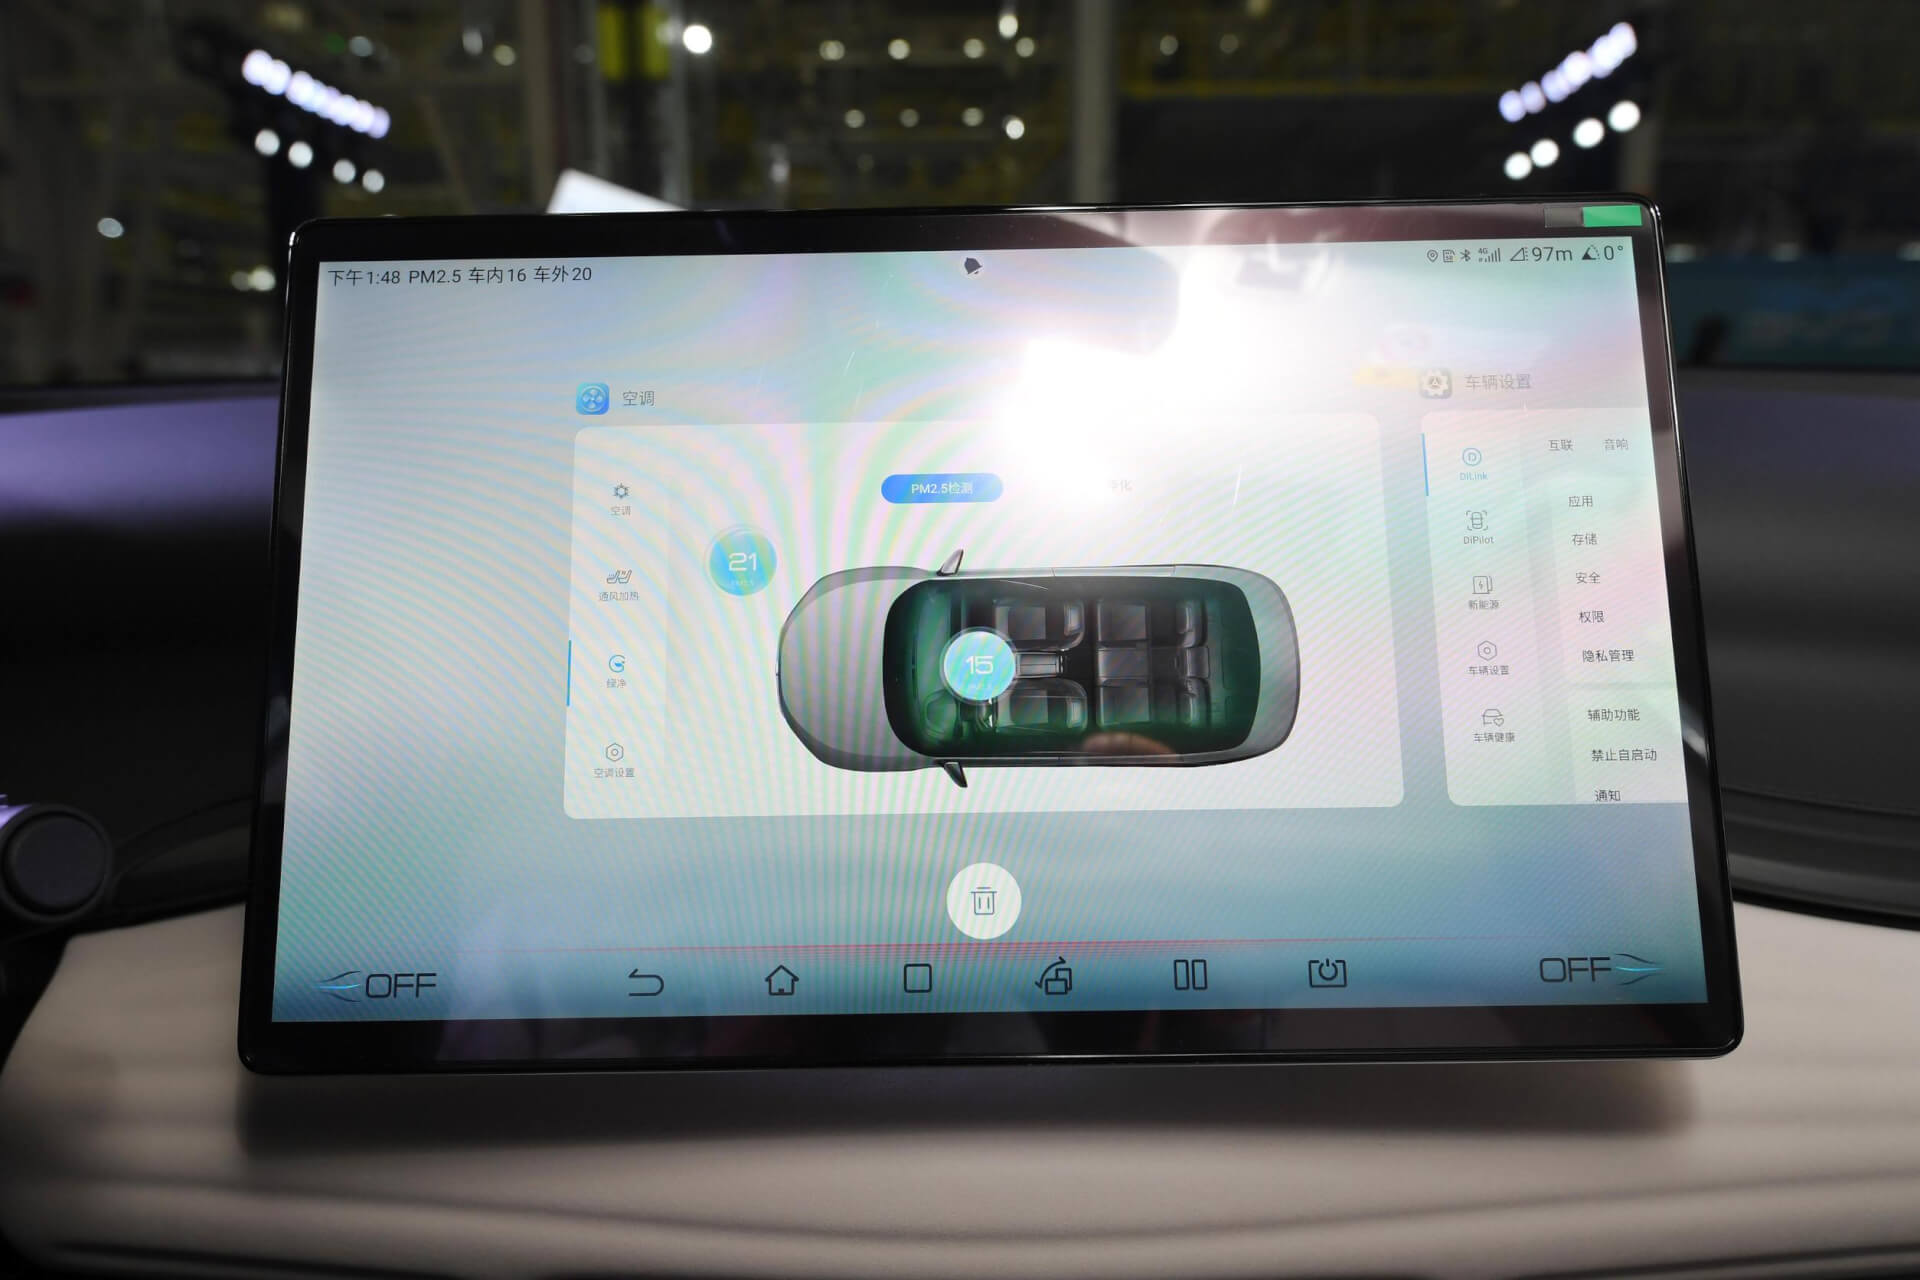 下午1:48 PM2.5 车内16 车外20
4G 97m 0°
空调
PM2.5检测
净化
21
15
空调
通风加热
绿净
空调设置
车辆设置
互联 音响
DiLink
DiPilot
新能源
车辆设置
车辆健康
应用
存储
安全
权限
隐私管理
辅助功能
禁止自启动
通知
OFF
OFF